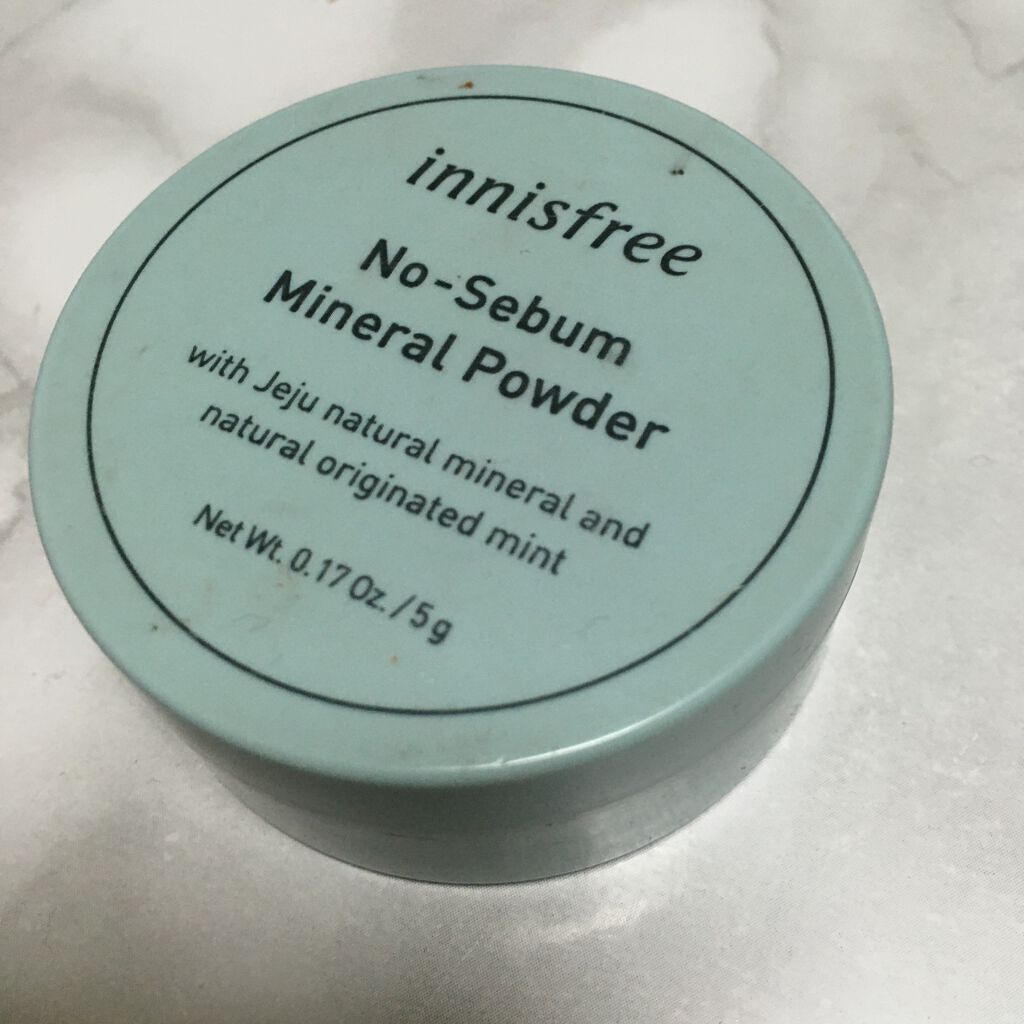 innisfree
No-Sebum
Mineral Powder
with Jeju natural mineral and
natural originated mint
Net Wt. 0.17 Oz. / 5g